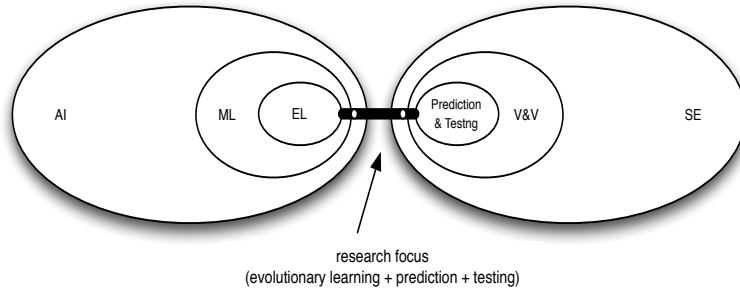 AI
ML
EL
Prediction
& Testng
V&V
SE
research focus
(evolutionary learning + prediction + testing)